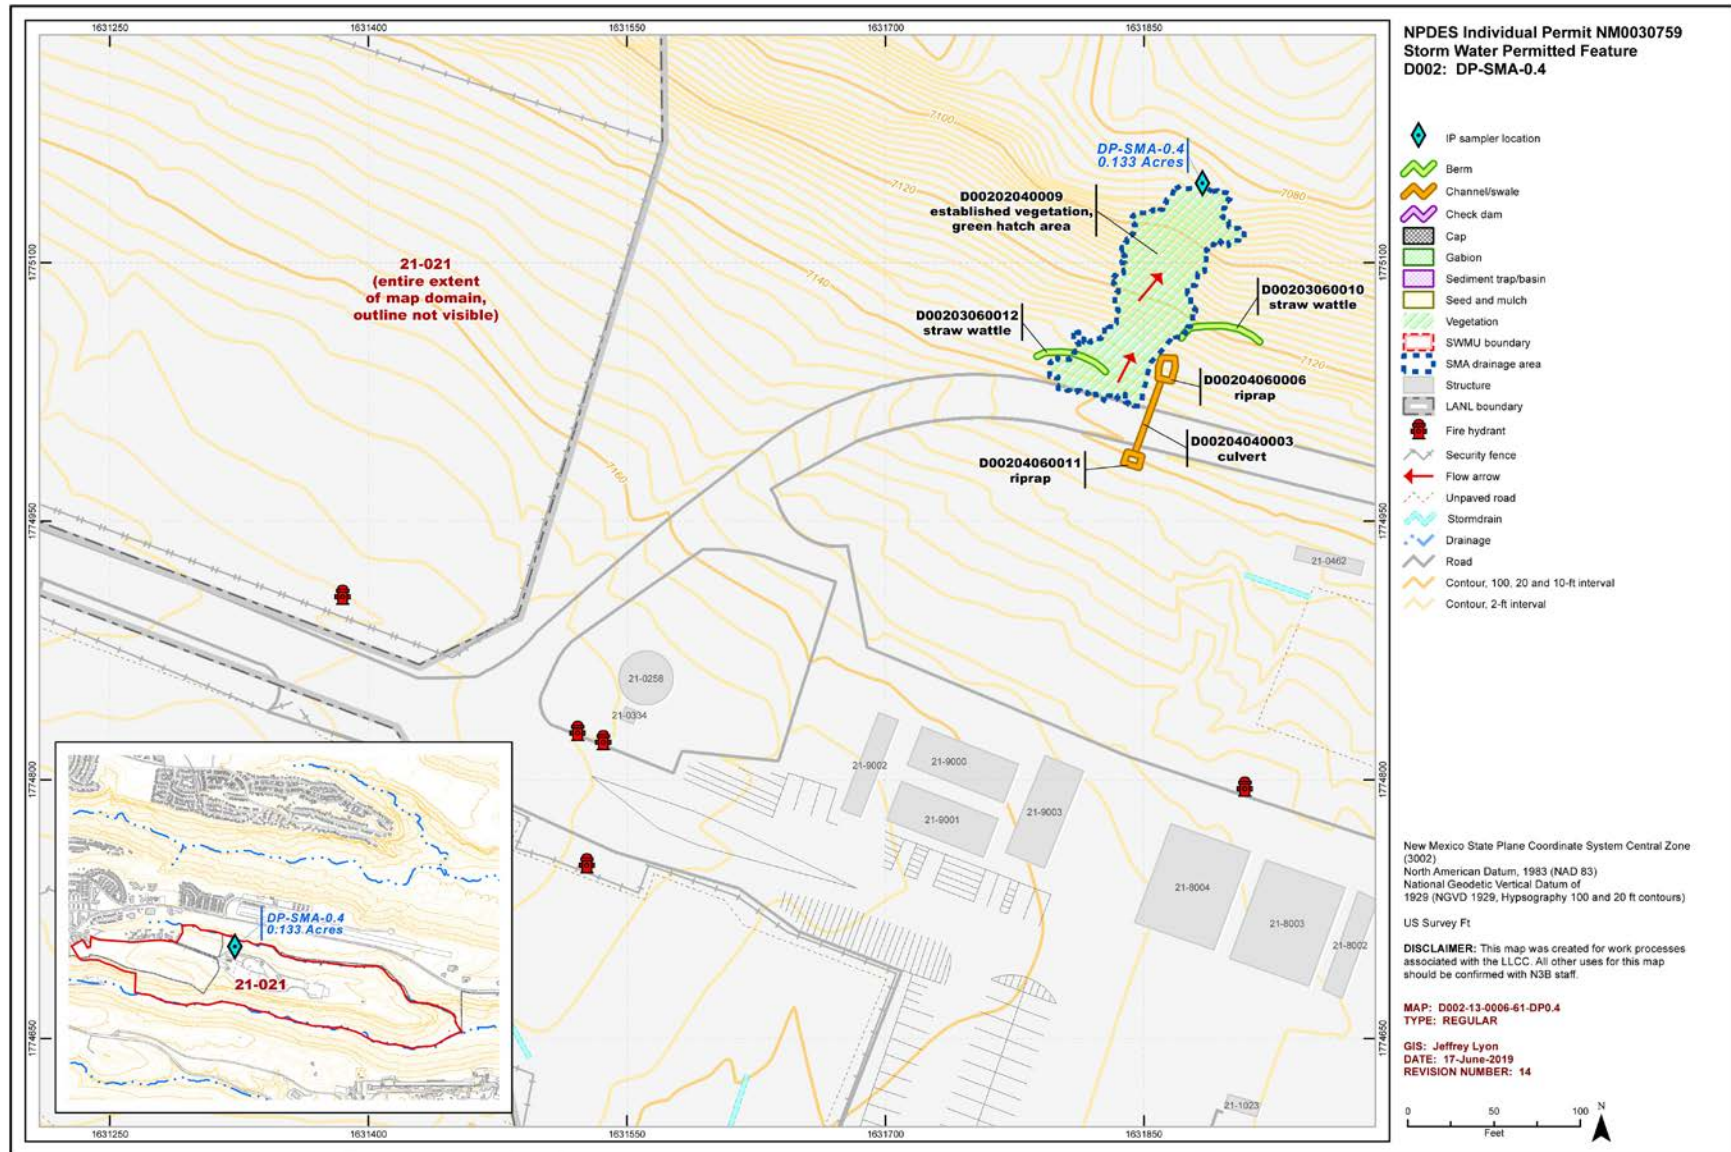 1631250
1631400
1631550
1631700
1631850
NPDES Individual Permit NM0030759
Storm Water Permitted Feature
D002: DP-SMA-0.4
IP sampler location
Berm
Channel/swale
Check dam
Cap
Gabion
Sediment trap/basin
Seed and mulch
Vegetation
SWMU boundary
SMA drainage area
Structure
LANL boundary
Fire hydrant
Security fence
Flow arrow
Unpaved road
Stormdrain
Drainage
Road
Contour, 100, 20 and 10-ft interval
Contour, 2-ft interval
7100
DP-SMA-0.4
0.133 Acres
7120
7080
D00202040009
established vegetation,
green hatch area
1775100
1775100
21-021
(entire extent
of map domain,
outline not visible)
7140
D00203060010
straw wattle
D00203060012
straw wattle
7120
D00204060006
riprap
D00204040003
culvert
D00204060011
riprap
7160
1774950
1774950
21-0462
21-0258
21-0334
21-9002
21-9000
21-9001
21-9003
1774800
1774800
21-8004
21-8003
21-8002
DP-SMA-0.4
0.133 Acres
21-021
1774650
1774650
21-1023
1631250
1631400
1631550
1631700
1631850
New Mexico State Plane Coordinate System Central Zone
(3002)
North American Datum, 1983 (NAD 83)
National Geodetic Vertical Datum of
1929 (NGVD 1929, Hypsography 100 and 20 ft contours)
US Survey Ft
DISCLAIMER: This map was created for work processes
associated with the LLCC. All other uses for this map
should be confirmed with N3B staff.
MAP: D002-13-0006-61-DP0.4
TYPE: REGULAR
GIS: Jeffrey Lyon
DATE: 17-June-2019
REVISION NUMBER: 14
0 50 100
Feet
N